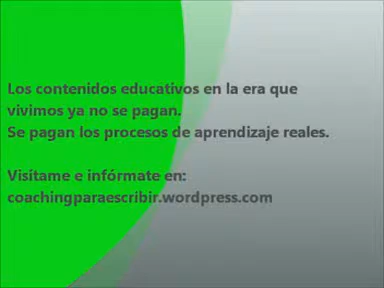 Los contenidos educativos en la era que
vivimos ya no se pagan.
Se pagan los procesos de aprendizaje reales.
Visítame e infórmate en:
coachingparaescribir.wordpress.com